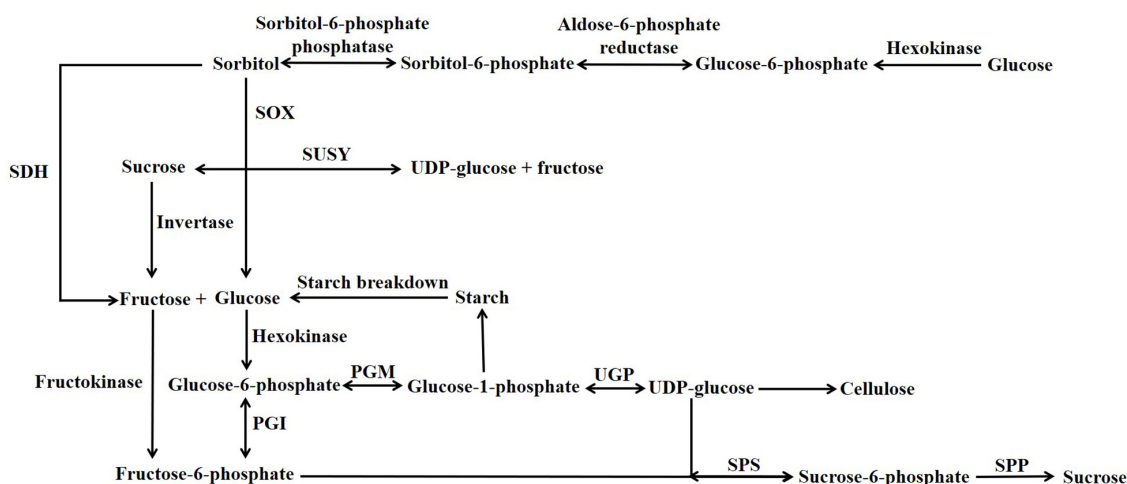 Sorbitol-6-phosphate phosphatase
Aldose-6-phosphate reductase
Hexokinase
Sorbitol
Sorbitol-6-phosphate
Glucose-6-phosphate
Glucose
SOX
SDH
Sucrose
SUSY
UDP-glucose + fructose
Invertase
Starch breakdown
Fructose + Glucose
Starch
Hexokinase
Fructokinase
Glucose-6-phosphate
PGM
Glucose-1-phosphate
UGP
UDP-glucose
Cellulose
PGI
Fructose-6-phosphate
SPS
Sucrose-6-phosphate
SPP
Sucrose